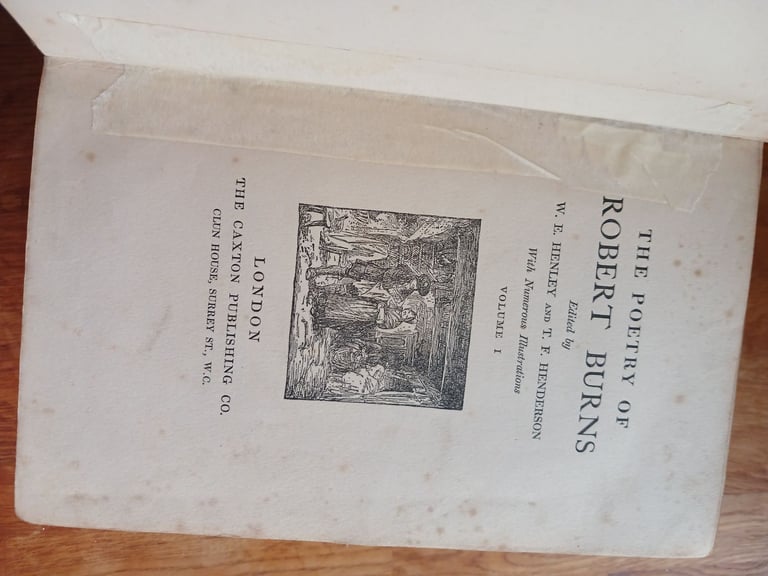 THE POETRY OF
ROBERT BURNS
Edited by
W. E. HENLEY AND T. F. HENDERSON
With Numerous Illustrations
VOLUME I
LONDON
THE CAXTON PUBLISHING CO.
CLUN HOUSE, SURREY ST., W.C.